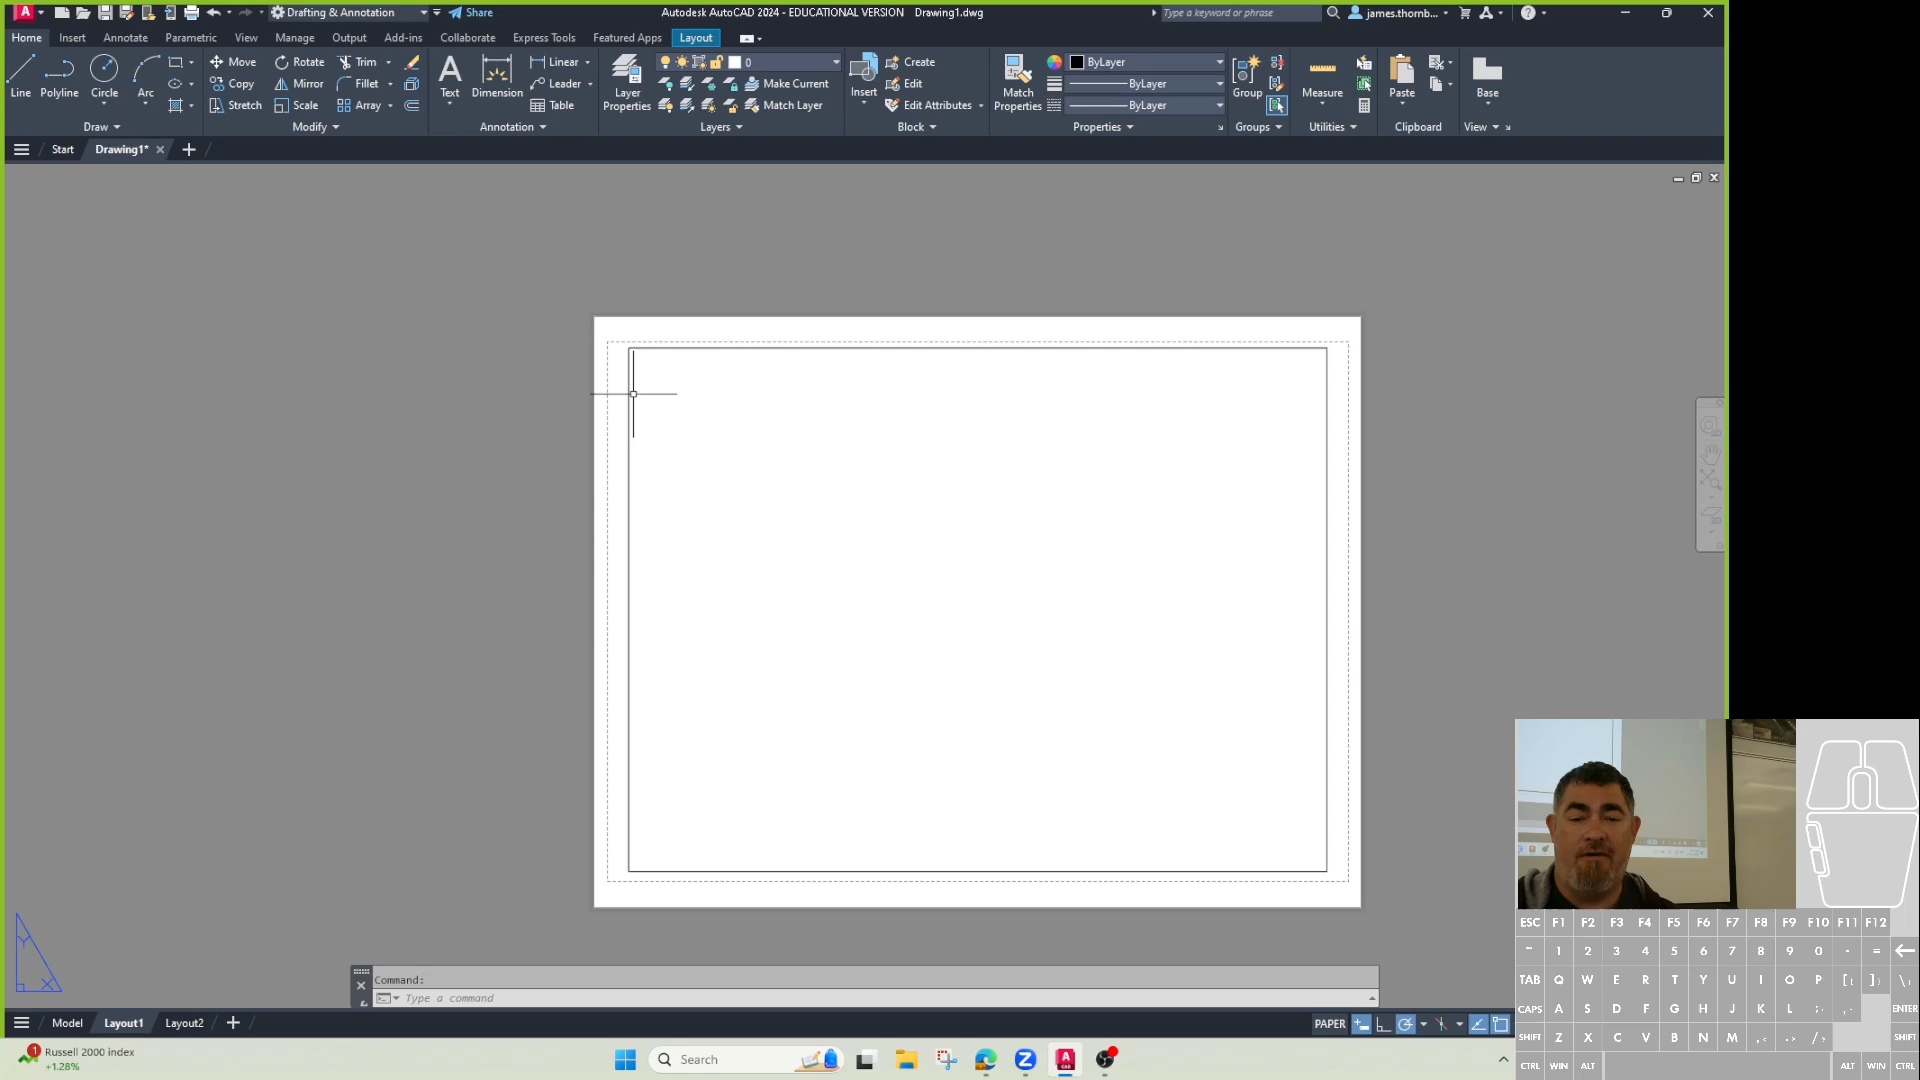 Drafting & Annotation
Share
Autodesk AutoCAD 2024 - EDUCATIONAL VERSION Drawing1.dwg
Type a keyword or phrase
james.thornb...
Home Insert Annotate Parametric View Manage Output Add-ins Collaborate Express Tools Featured Apps Layout
Line Polyline Circle Arc
Move Rotate Trim
Copy Mirror Fillet
Stretch Scale Array
Text Dimension
Linear
Leader
Table
Layer Properties
0
Make Current
Match Layer
Insert
Create
Edit
Edit Attributes
Match Properties
ByLayer
ByLayer
ByLayer
Group Measure Paste Base
Draw Modify Annotation Layers Block Properties Groups Utilities Clipboard View
Start Drawing1*
Y
X
Command:
Type a command
Model Layout1 Layout2
PAPER
Russell 2000 index
+1.28%
1
Search
ESC F1 F2 F3 F4 F5 F6 F7 F8 F9 F10 F11 F12
1 2 3 4 5 6 7 8 9 0 - =
TAB Q W E R T Y U I O P [ ] \
CAPS A S D F G H J K L ENTER
SHIFT Z X C V B N M SHIFT
CTRL WIN ALT ALT WIN CTRL